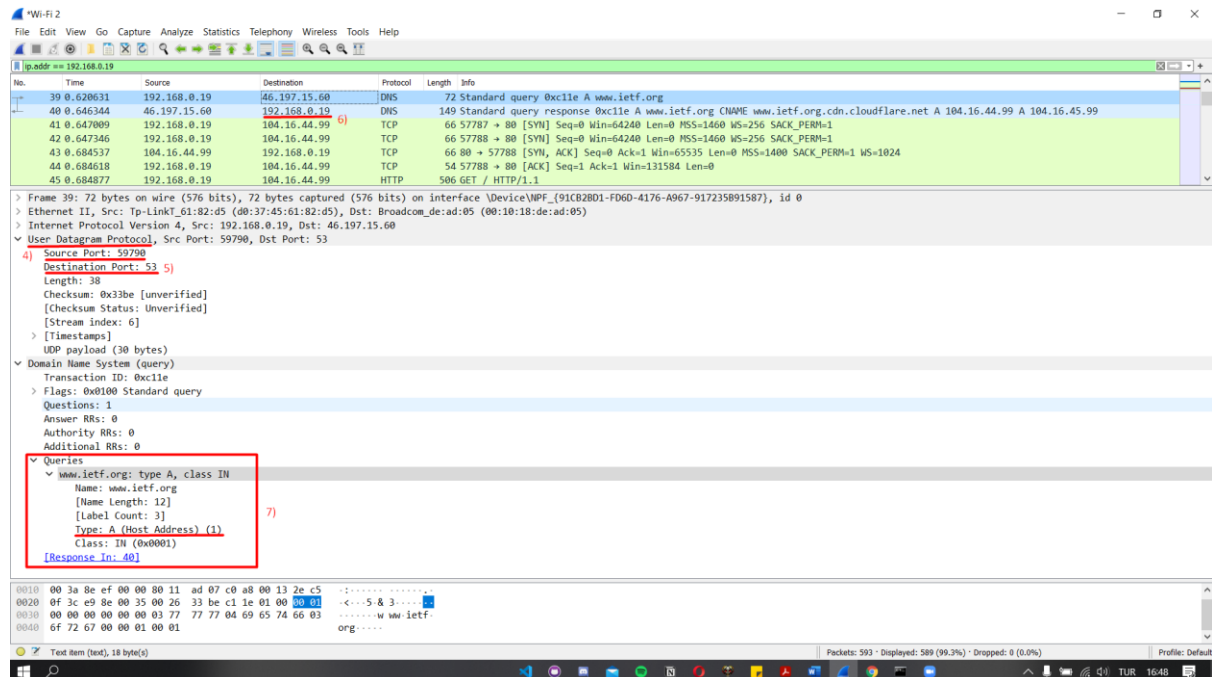 *Wi-Fi 2
File Edit View Go Capture Analyze Statistics Telephony Wireless Tools Help
ip.addr == 192.168.0.19
No. Time Source Destination Protocol Length Info
39 0.620631 192.168.0.19 46.197.15.60 DNS 72 Standard query 0xc11e A www.ietf.org
40 0.646344 46.197.15.60 192.168.0.19 DNS 149 Standard query response 0xc11e A www.ietf.org CNAME www.ietf.org.cdn.cloudflare.net A 104.16.44.99 A 104.16.45.99
6)
41 0.647009 192.168.0.19 104.16.44.99 TCP 66 57787 → 80 [SYN] Seq=0 Win=64240 Len=0 MSS=1460 WS=256 SACK_PERM=1
42 0.647346 192.168.0.19 104.16.44.99 TCP 66 57788 → 80 [SYN] Seq=0 Win=64240 Len=0 MSS=1460 WS=256 SACK_PERM=1
43 0.684537 104.16.44.99 192.168.0.19 TCP 66 80 → 57788 [SYN, ACK] Seq=0 Ack=1 Win=65535 Len=0 MSS=1400 SACK_PERM=1 WS=1024
44 0.684618 192.168.0.19 104.16.44.99 TCP 54 57788 → 80 [ACK] Seq=1 Ack=1 Win=131584 Len=0
45 0.684877 192.168.0.19 104.16.44.99 HTTP 506 GET / HTTP/1.1
> Frame 39: 72 bytes on wire (576 bits), 72 bytes captured (576 bits) on interface \Device\NPF_{91CB2BD1-FD6D-4176-A967-917235B91587}, id 0
> Ethernet II, Src: Tp-LinkT_61:82:d5 (d0:37:45:61:82:d5), Dst: Broadcom_de:ad:05 (00:10:18:de:ad:05)
> Internet Protocol Version 4, Src: 192.168.0.19, Dst: 46.197.15.60
User Datagram Protocol, Src Port: 59790, Dst Port: 53
4) Source Port: 59790
Destination Port: 53 5)
Length: 38
Checksum: 0x33be [unverified]
[Checksum Status: Unverified]
[Stream index: 6]
> [Timestamps]
UDP payload (30 bytes)
Domain Name System (query)
Transaction ID: 0xc11e
> Flags: 0x0100 Standard query
Questions: 1
Answer RRs: 0
Authority RRs: 0
Additional RRs: 0
Queries
www.ietf.org: type A, class IN
Name: www.ietf.org
[Name Length: 12]
[Label Count: 3]
7)
Type: A (Host Address) (1)
Class: IN (0x0001)
[Response In: 40]
0010 00 3a 8e ef 00 00 80 11 ad 07 c0 a8 00 13 2e c5 ·:······ ······.·
0020 0f 3c e9 8e 00 35 00 26 33 be c1 1e 01 00 00 01 ·<···5·& 3·······
0030 00 00 00 00 00 00 03 77 77 77 04 69 65 74 66 03 ·······w ww·ietf·
0040 6f 72 67 00 00 01 00 01 org·····
Text item (text), 18 byte(s) Packets: 593 · Displayed: 589 (99.3%) · Dropped: 0 (0.0%) Profile: Default
TUR 16:48